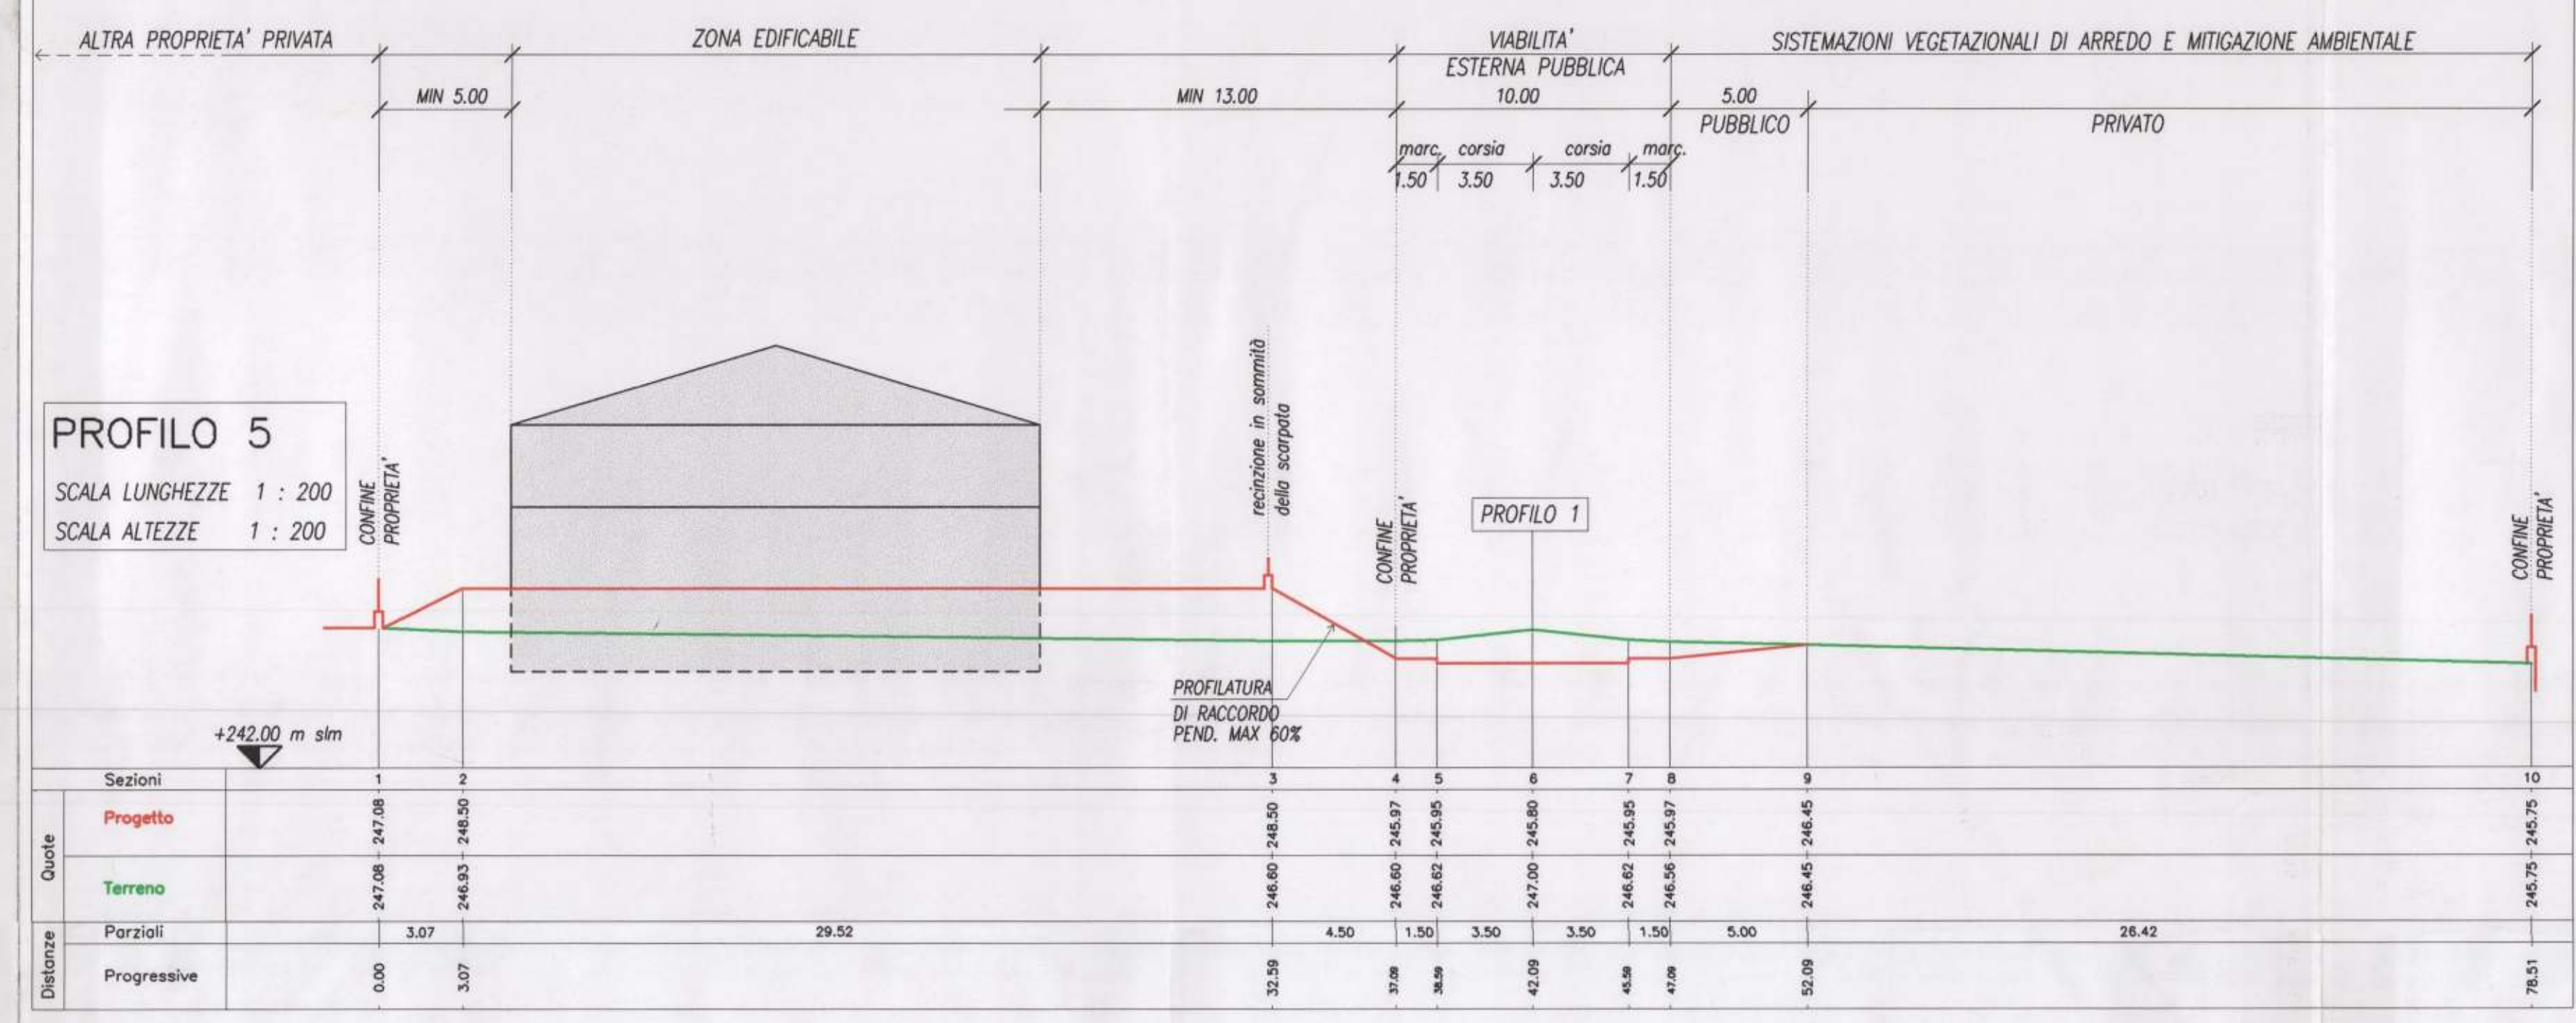 ALTRA PROPRIETA' PRIVATA
ZONA EDIFICABILE
VIABILITA'
ESTERNA PUBBLICA
SISTEMAZIONI VEGETAZIONALI DI ARREDO E MITIGAZIONE AMBIENTALE
MIN 5.00
MIN 13.00
10.00
5.00
PUBBLICO
PRIVATO
marc. corsia corsia marc.
1.50 3.50 3.50 1.50
PROFILO 5
SCALA LUNGHEZZE 1 : 200
SCALA ALTEZZE 1 : 200
CONFINE
PROPRIETA'
recinzione in sommità
della scarpata
CONFINE
PROPRIETA'
PROFILO 1
CONFINE
PROPRIETA'
PROFILATURA
DI RACCORDO
PEND. MAX 60%
+242.00 m slm
Sezioni 1 2 3 4 5 6 7 8 9 10
Quote
Progetto 247.08 248.50 248.50 245.97 245.95 245.80 245.95 245.97 246.45 245.75
Terreno 247.08 246.93 246.60 246.60 246.62 247.00 246.62 246.56 246.45 245.75
Distanze
Parziali 3.07 29.52 4.50 1.50 3.50 3.50 1.50 5.00 26.42
Progressive 0.00 3.07 32.59 37.09 38.59 42.09 45.59 47.09 52.09 78.51